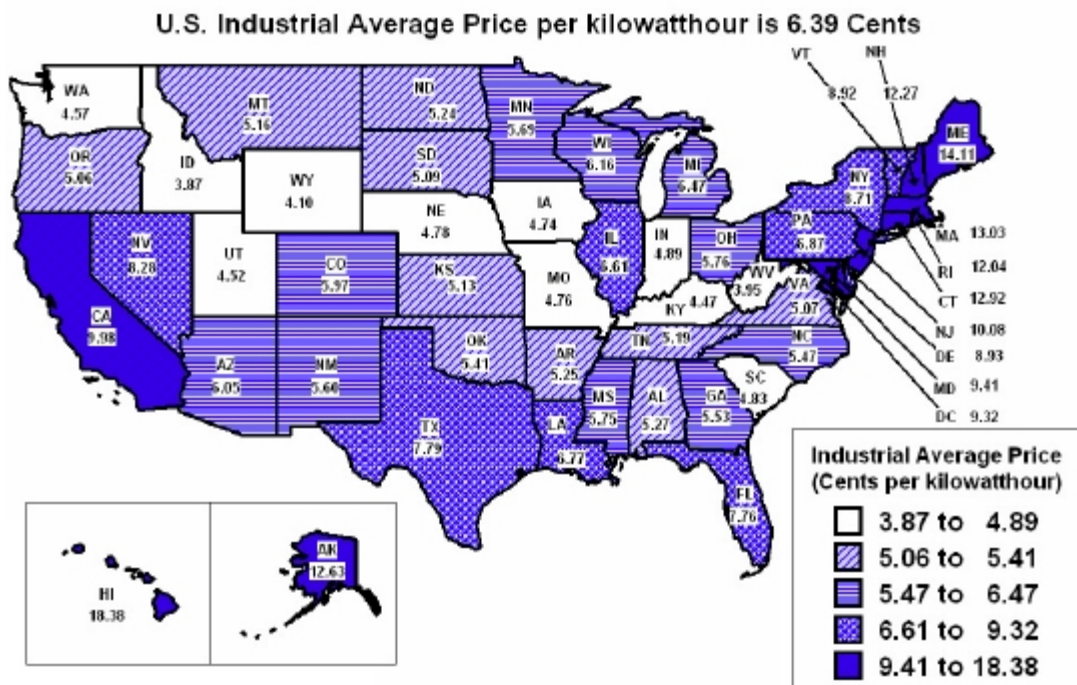 U.S. Industrial Average Price per kilowatthour is 6.39 Cents
VT
8.92
NH
12.27
WA
4.57
MT
5.16
ND
5.24
MN
5.69
ME
14.11
OR
5.06
ID
3.87
SD
5.09
WI
6.16
MI
6.47
NY
8.71
WY
4.10
IA
4.74
NE
4.78
PA
6.87
NV
8.28
UT
4.52
CO
5.97
KS
5.13
MO
4.76
IL
6.61
IN
4.89
OH
5.76
WV
3.95
VA
5.07
KY
4.47
CA
9.98
AZ
6.05
NM
5.60
OK
5.41
AR
5.25
TN 5.19
NC
5.47
SC
4.83
MS
5.75
AL
5.27
GA
5.53
TX
7.79
LA
6.77
FL
7.76
MA 13.03
RI 12.04
CT 12.92
NJ 10.08
DE 8.93
MD 9.41
DC 9.32
HI
18.38
AK
12.63
Industrial Average Price
(Cents per kilowatthour)
3.87 to 4.89
5.06 to 5.41
5.47 to 6.47
6.61 to 9.32
9.41 to 18.38